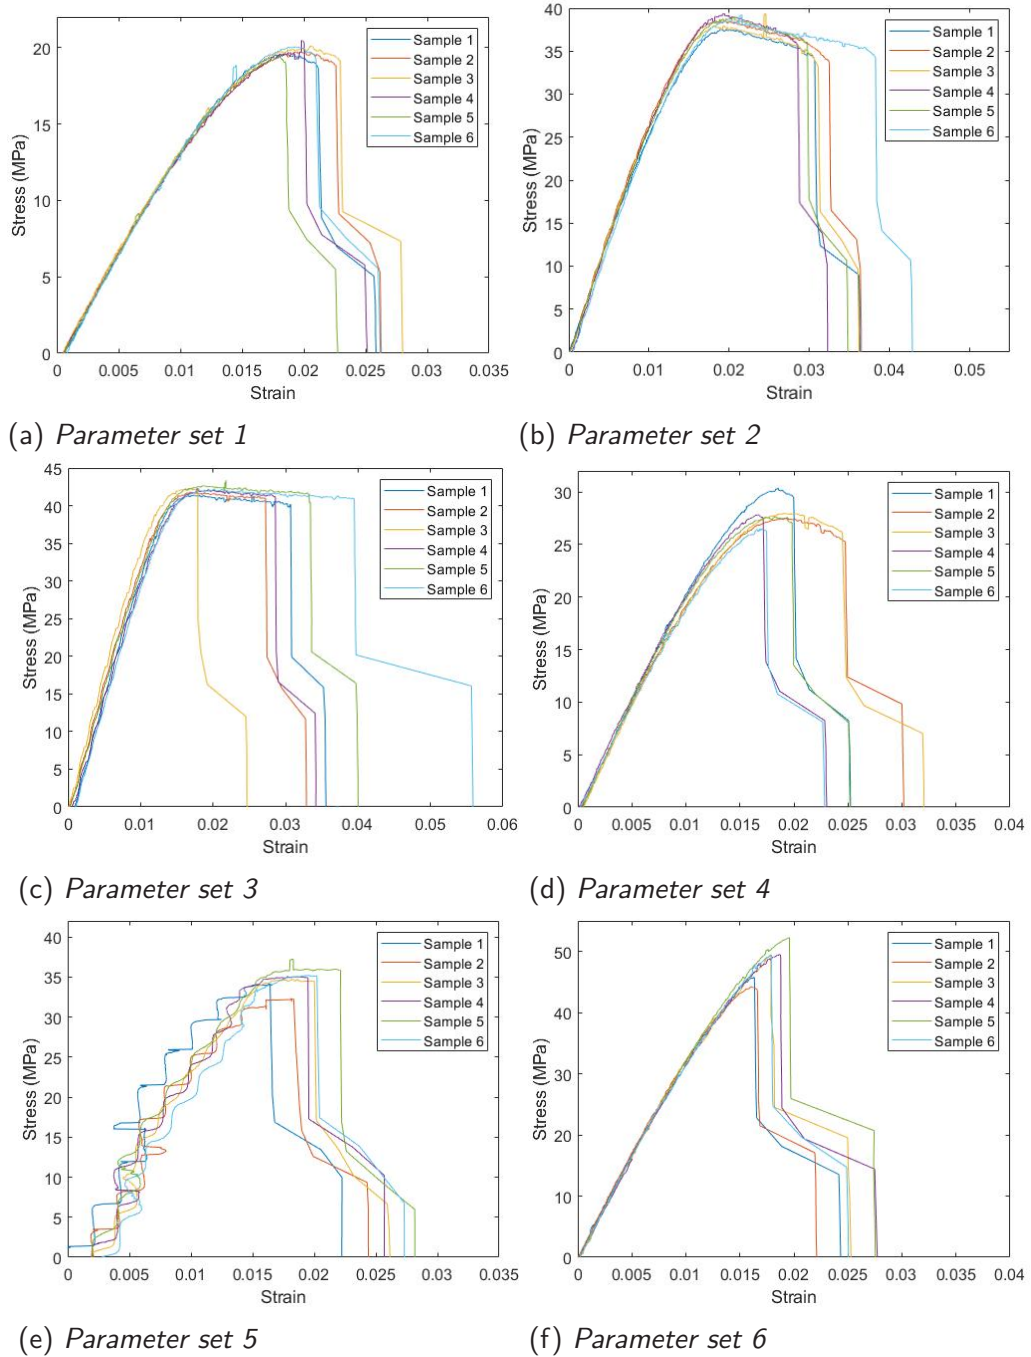 20
15
10
5
0
Stress (MPa)
0 0.005 0.01 0.015 0.02 0.025 0.03 0.035
Strain
Sample 1
Sample 2
Sample 3
Sample 4
Sample 5
Sample 6
(a) Parameter set 1
40
35
30
25
20
15
10
5
0
Stress (MPa)
0 0.01 0.02 0.03 0.04 0.05
Strain
Sample 1
Sample 2
Sample 3
Sample 4
Sample 5
Sample 6
(b) Parameter set 2
45
40
35
30
25
20
15
10
5
0
Stress (MPa)
0 0.01 0.02 0.03 0.04 0.05 0.06
Strain
Sample 1
Sample 2
Sample 3
Sample 4
Sample 5
Sample 6
(c) Parameter set 3
30
25
20
15
10
5
0
Stress (MPa)
0 0.005 0.01 0.015 0.02 0.025 0.03 0.035 0.04
Strain
Sample 1
Sample 2
Sample 3
Sample 4
Sample 5
Sample 6
(d) Parameter set 4
40
35
30
25
20
15
10
5
0
Stress (MPa)
0 0.005 0.01 0.015 0.02 0.025 0.03 0.035
Strain
Sample 1
Sample 2
Sample 3
Sample 4
Sample 5
Sample 6
(e) Parameter set 5
50
40
30
20
10
0
Stress (MPa)
0 0.005 0.01 0.015 0.02 0.025 0.03 0.035 0.04
Strain
Sample 1
Sample 2
Sample 3
Sample 4
Sample 5
Sample 6
(f) Parameter set 6